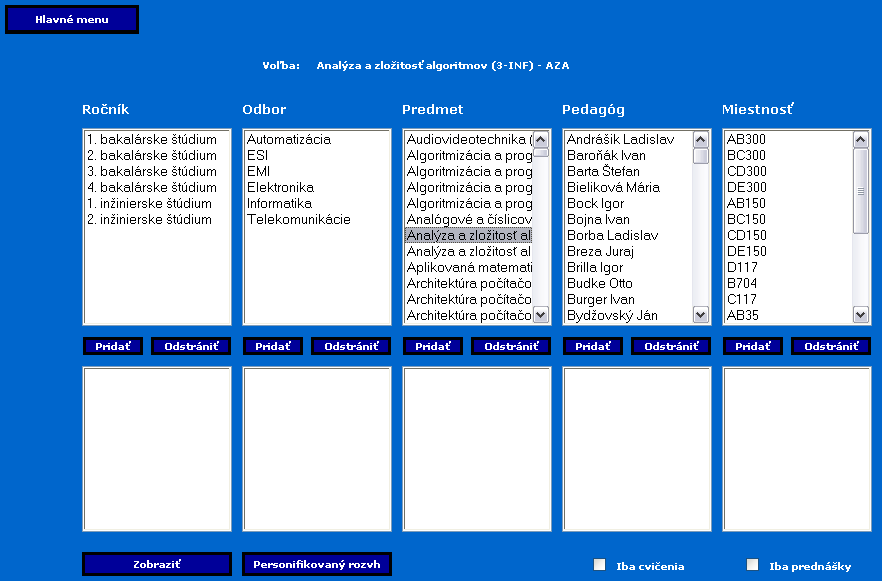 Hlavné menu
Voľba: Analýza a zložitosť algoritmov (3-INF) - AZA
Ročník
1. bakalárske štúdium
2. bakalárske štúdium
3. bakalárske štúdium
4. bakalárske štúdium
1. inžinierske štúdium
2. inžinierske štúdium
Pridať Odstrániť
Odbor
Automatizácia
ESI
EMI
Elektronika
Informatika
Telekomunikácie
Pridať Odstrániť
Predmet
Audiovideotechnika (
Algoritmizácia a prog
Algoritmizácia a prog
Algoritmizácia a prog
Algoritmizácia a prog
Analógové a číslicov
Analýza a zložitosť al
Analýza a zložitosť al
Aplikovaná matemati
Architektúra počítačo
Architektúra počítačo
Architektúra počítačo
Pridať Odstrániť
Pedagóg
Andrášik Ladislav
Baroňák Ivan
Barta Štefan
Bieliková Mária
Bock Igor
Bojna Ivan
Borba Ladislav
Breza Juraj
Brilla Igor
Budke Otto
Burger Ivan
Bydžovský Ján
Pridať Odstrániť
Miestnosť
AB300
BC300
CD300
DE300
AB150
BC150
CD150
DE150
D117
B704
C117
AB35
Pridať Odstrániť
Zobraziť
Personifikovaný rozvh
Iba cvičenia
Iba prednášky